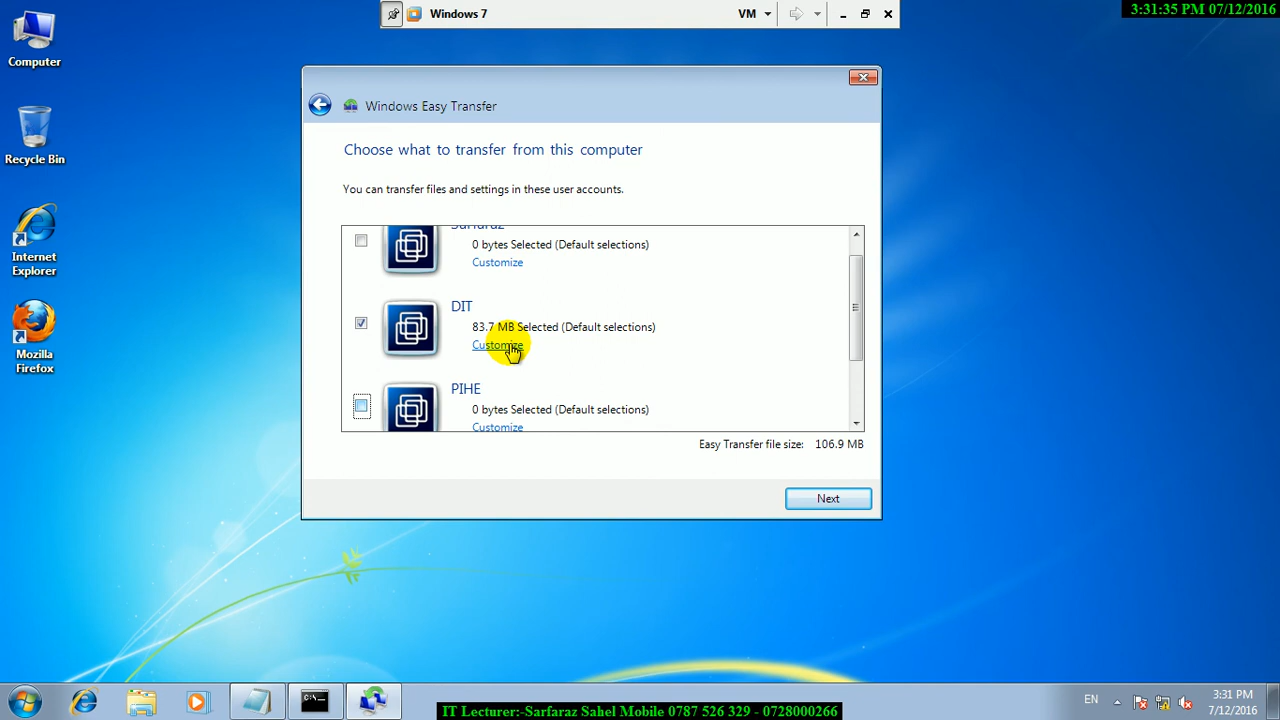 Windows 7
VM
3:31:35 PM 07/12/2016
Computer
Recycle Bin
Internet
Explorer
Mozilla
Firefox
Windows Easy Transfer
Choose what to transfer from this computer
You can transfer files and settings in these user accounts.
Sarfaraz
0 bytes Selected (Default selections)
Customize
DIT
83.7 MB Selected (Default selections)
Customize
PIHE
0 bytes Selected (Default selections)
Customize
Easy Transfer file size: 106.9 MB
Next
C:\.
EN
3:31 PM
7/12/2016
IT Lecturer:-Sarfaraz Sahel Mobile 0787 526 329 - 0728000266